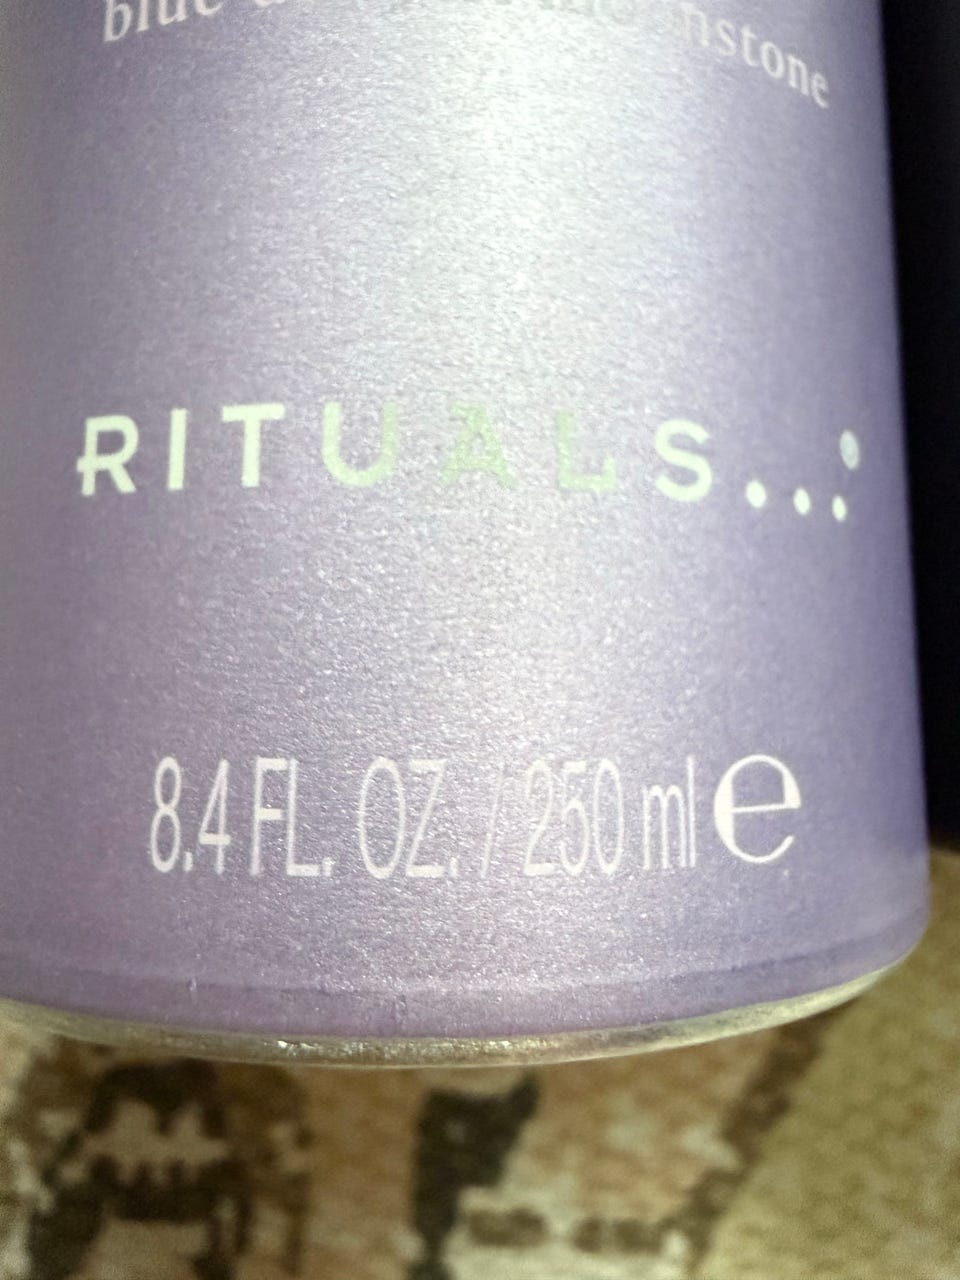 blue
RITUALS...
8.4 FL. OZ. / 250 ml e